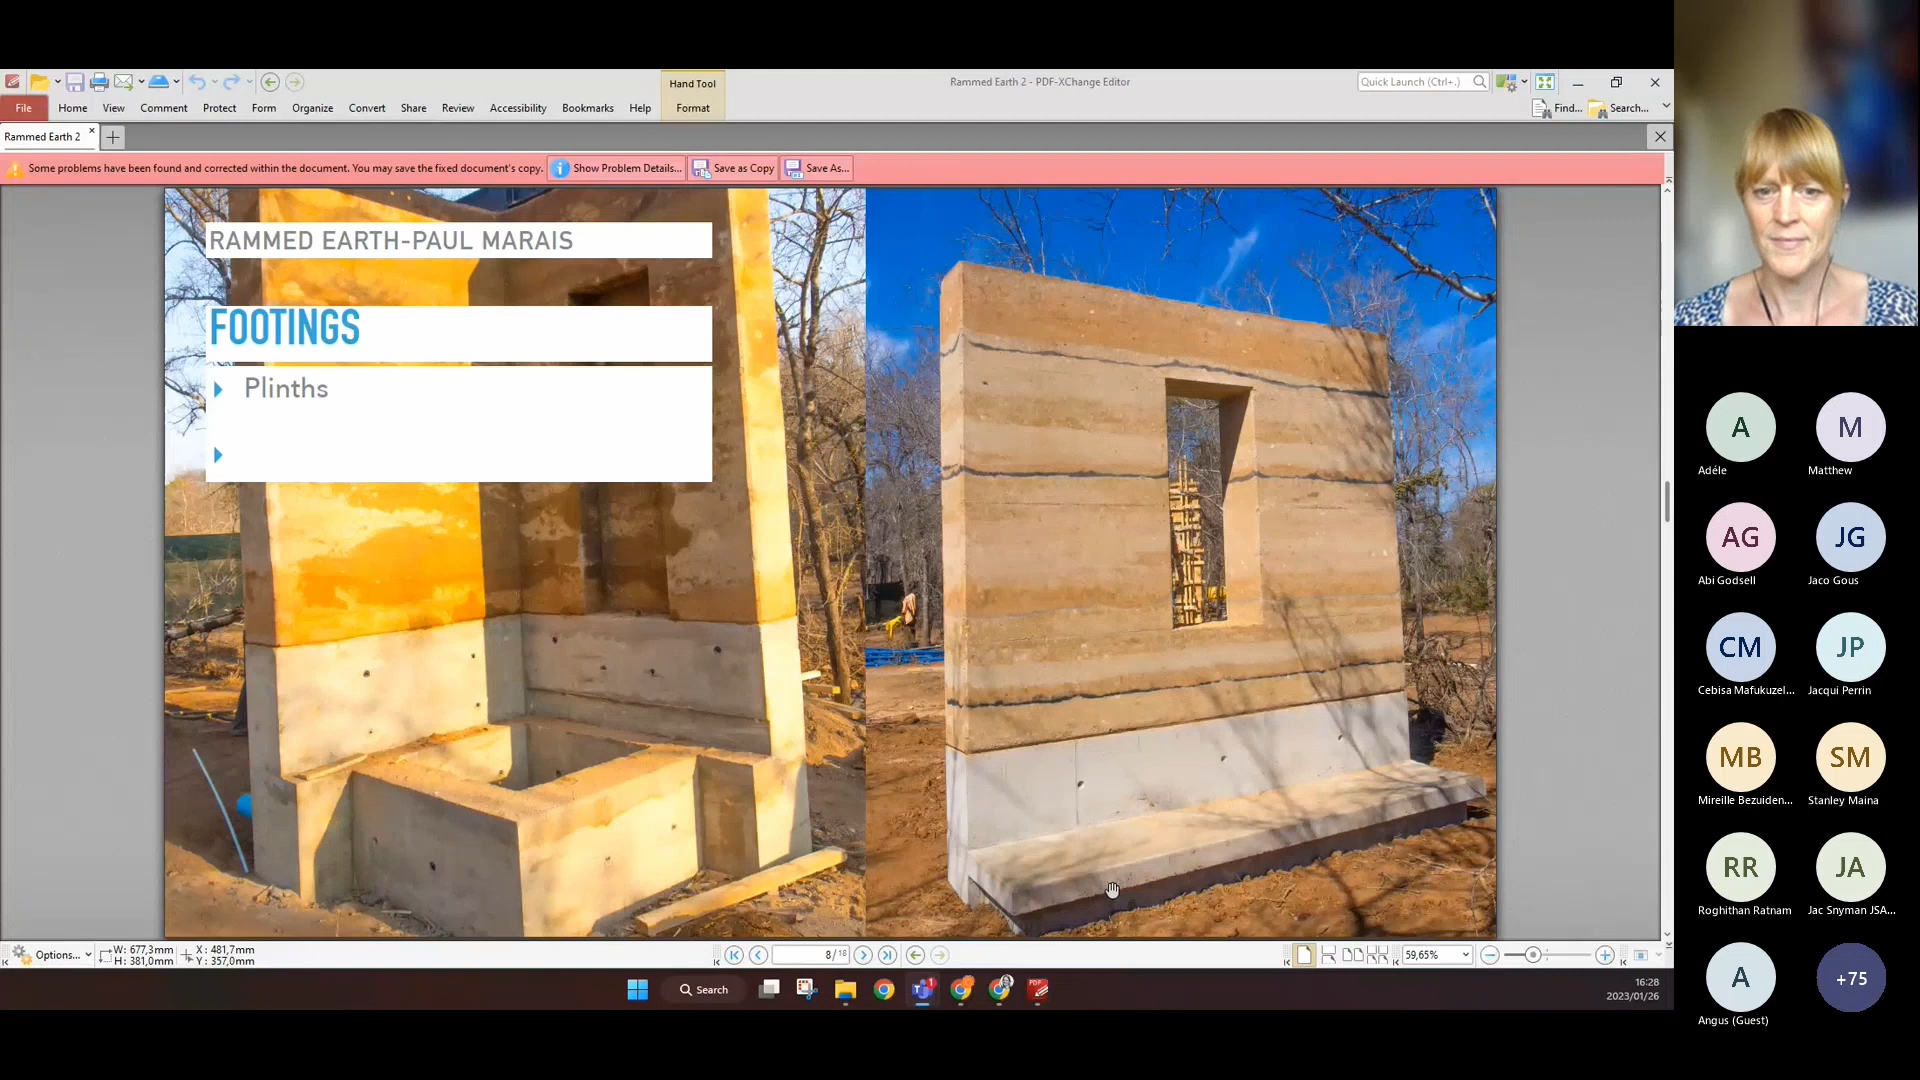 Hand Tool
Rammed Earth 2 - PDF-XChange Editor
Quick Launch (Ctrl+.)
File Home View Comment Protect Form Organize Convert Share Review Accessibility Bookmarks Help Format
Find... Search...
Rammed Earth 2
Some problems have been found and corrected within the document. You may save the fixed document's copy. Show Problem Details... Save as Copy Save As...
RAMMED EARTH-PAUL MARAIS
FOOTINGS
Plinths
Options...
W: 677,3mm
H: 381,0mm
X : 481,7mm
Y : 357,0mm
8 / 18
59,65%
Search
1
PDF
16:28
2023/01/26
A
Adéle
M
Matthew
AG
Abi Godsell
JG
Jaco Gous
CM
Cebisa Mafukuzel...
JP
Jacqui Perrin
MB
Mireille Bezuiden...
SM
Stanley Maina
RR
Roghithan Ratnam
JA
Jac Snyman JSA...
A
Angus (Guest)
+75